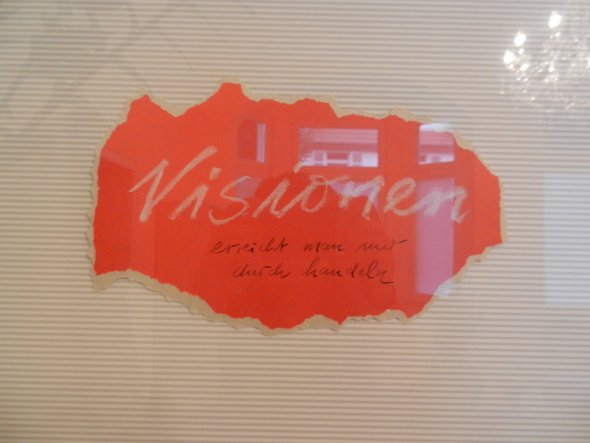 Visionen
erreicht man nur
durch handeln